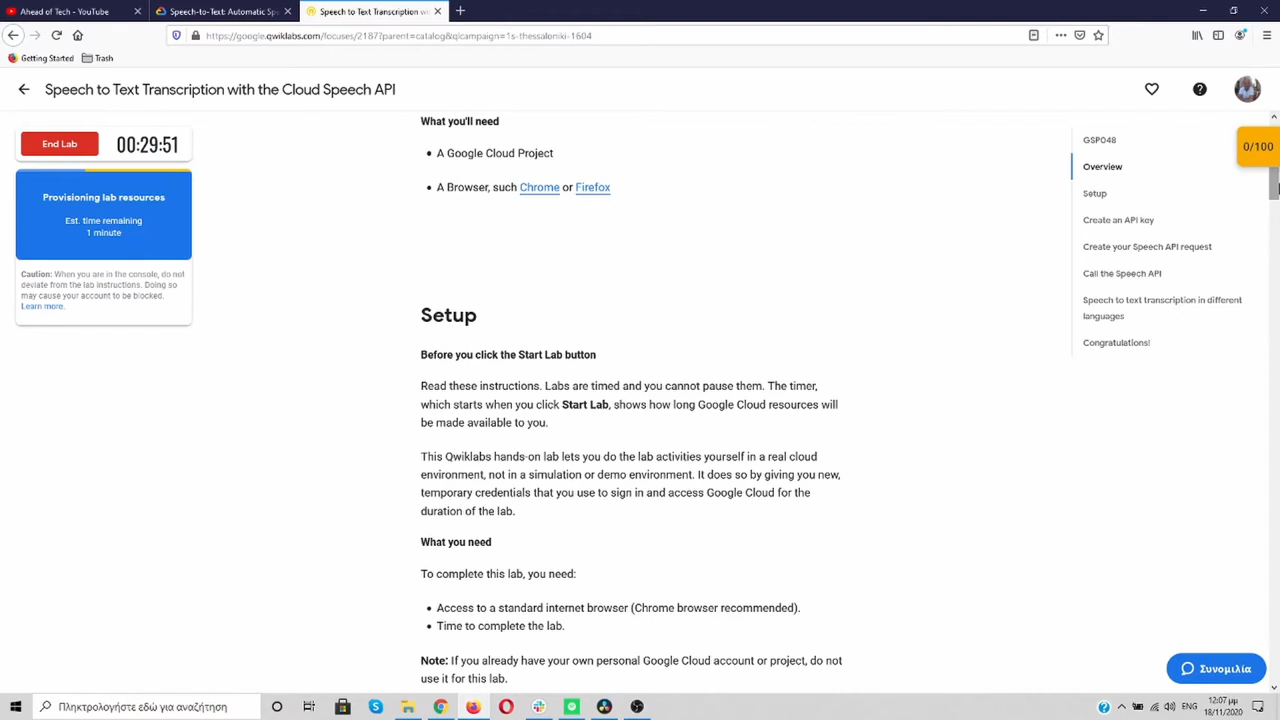 Ahead of Tech - YouTube
Speech-to-Text: Automatic Sp
Speech to Text Transcription wi
https://google.qwiklabs.com/focuses/2187?parent=catalog&qlcampaign=1s-thessaloniki-1604
Getting Started
Trash
Speech to Text Transcription with the Cloud Speech API
End Lab
00:29:51
Provisioning lab resources
Est. time remaining
1 minute
Caution: When you are in the console, do not
deviate from the lab instructions. Doing so
may cause your account to be blocked.
Learn more.
What you'll need
• A Google Cloud Project
• A Browser, such Chrome or Firefox
Setup
Before you click the Start Lab button
Read these instructions. Labs are timed and you cannot pause them. The timer,
which starts when you click Start Lab, shows how long Google Cloud resources will
be made available to you.
This Qwiklabs hands-on lab lets you do the lab activities yourself in a real cloud
environment, not in a simulation or demo environment. It does so by giving you new,
temporary credentials that you use to sign in and access Google Cloud for the
duration of the lab.
What you need
To complete this lab, you need:
• Access to a standard internet browser (Chrome browser recommended).
• Time to complete the lab.
Note: If you already have your own personal Google Cloud account or project, do not
use it for this lab.
GSP048
Overview
Setup
Create an API key
Create your Speech API request
Call the Speech API
Speech to text transcription in different
languages
Congratulations!
0/100
Συνομιλία
Πληκτρολογήστε εδώ για αναζήτηση
ENG
12:07 μμ
18/11/2020